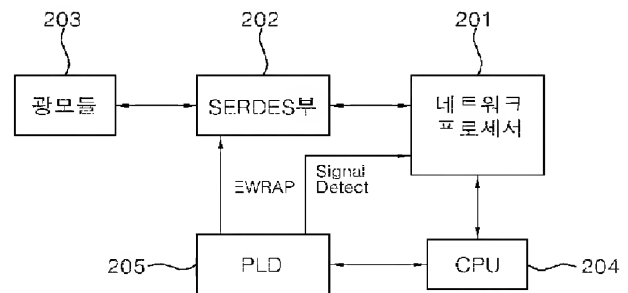 203
202
201
광모듈
SERDES부
네트워크
프로세서
EWRAP
Signal
Detect
205
PLD
CPU
204